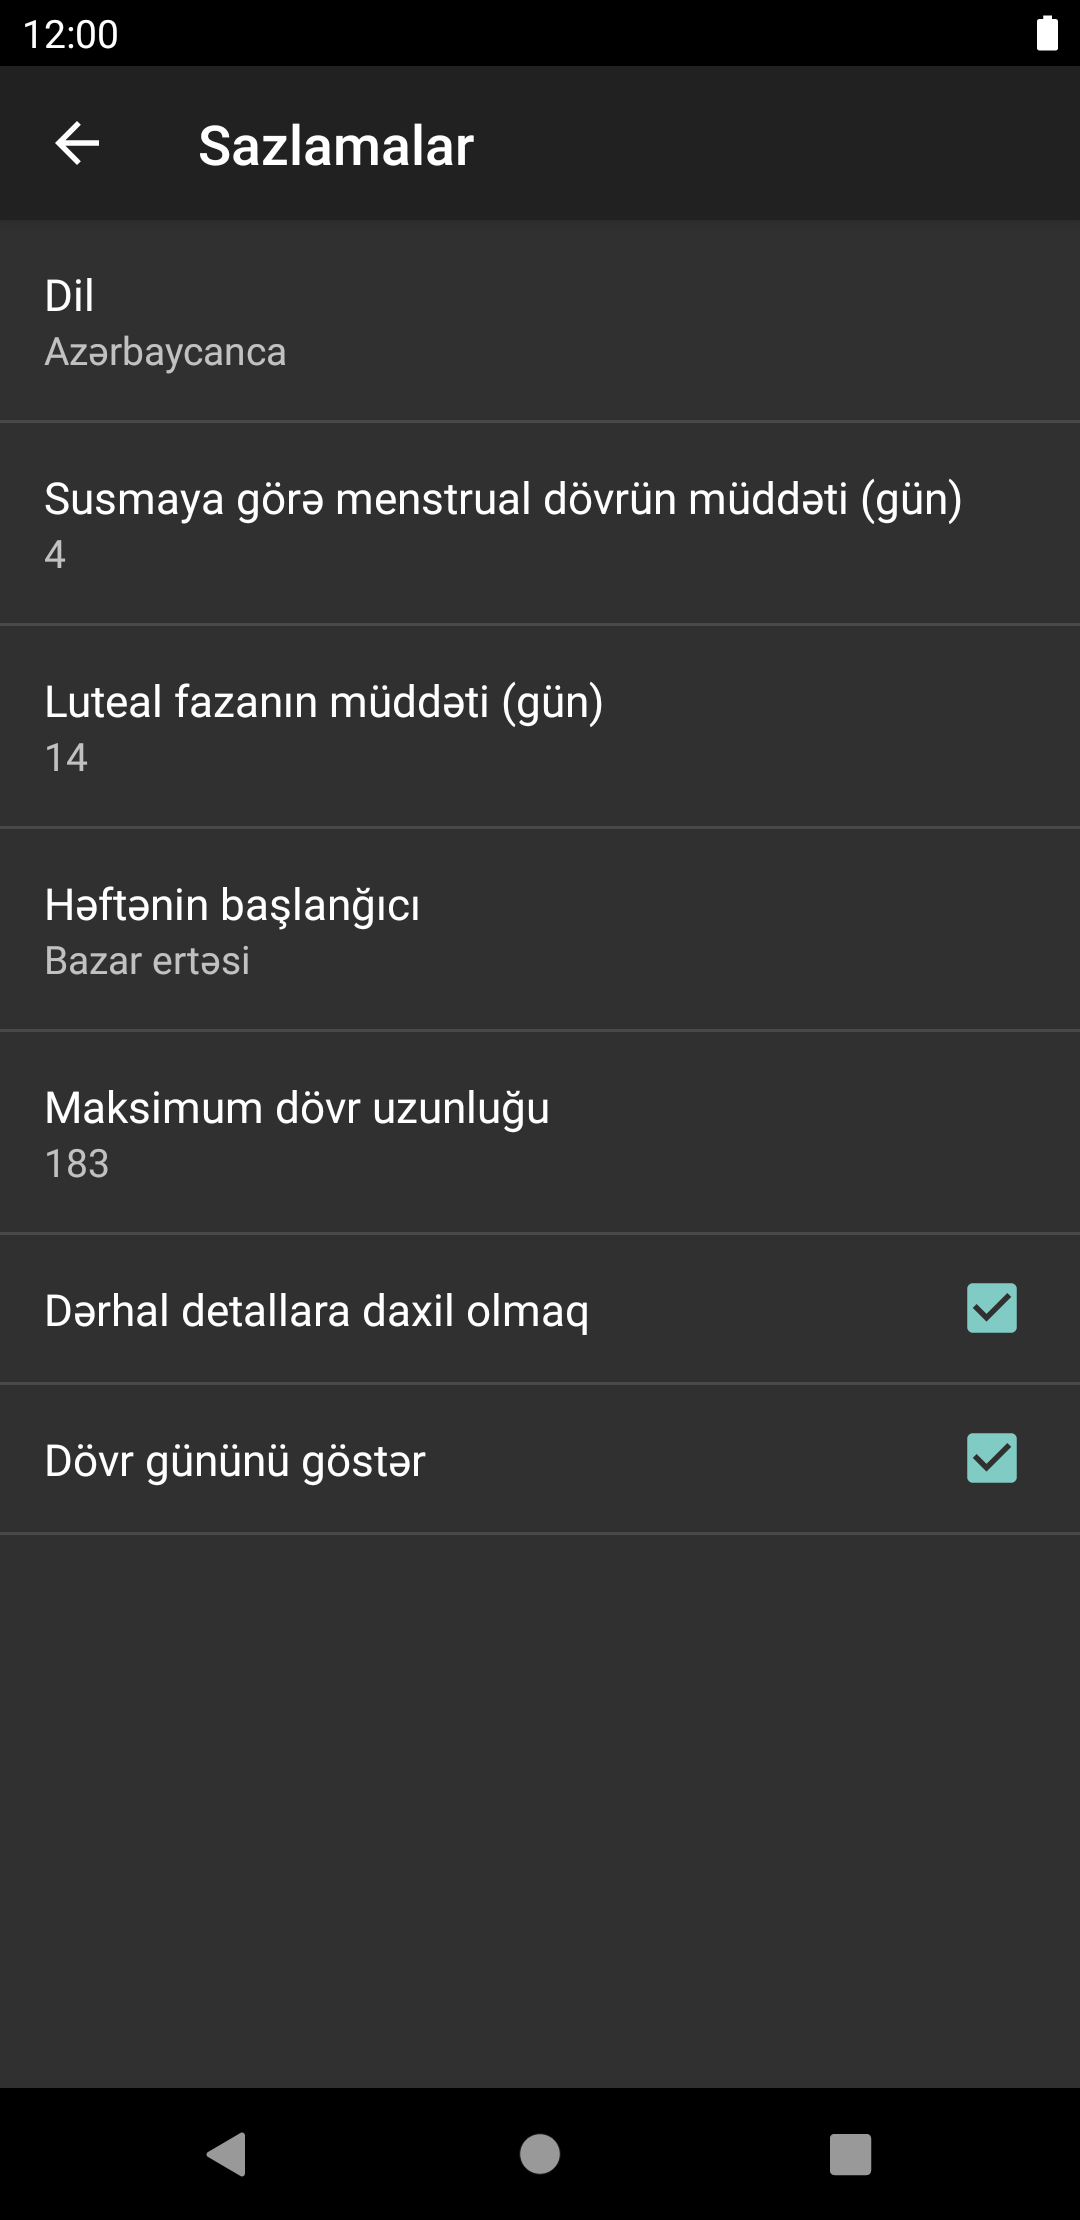 12:00
Sazlamalar
Dil
Azərbaycanca
Susmaya görə menstrual dövrün müddəti (gün)
4
Luteal fazanın müddəti (gün)
14
Həftənin başlanğıcı
Bazar ertəsi
Maksimum dövr uzunluğu
183
Dərhal detallara daxil olmaq
Dövr gününü göstər